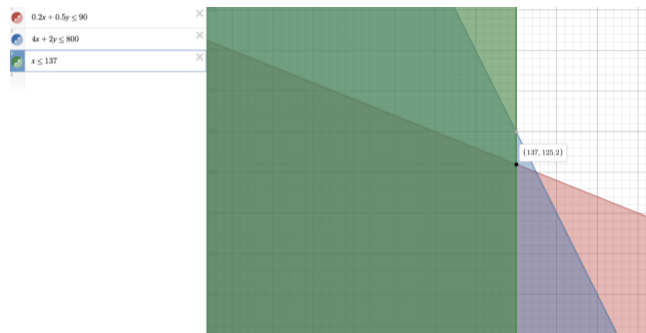 0.2x + 0.5y ≤ 90
4x + 2y ≤ 800
x ≤ 137
(137, 125.2)